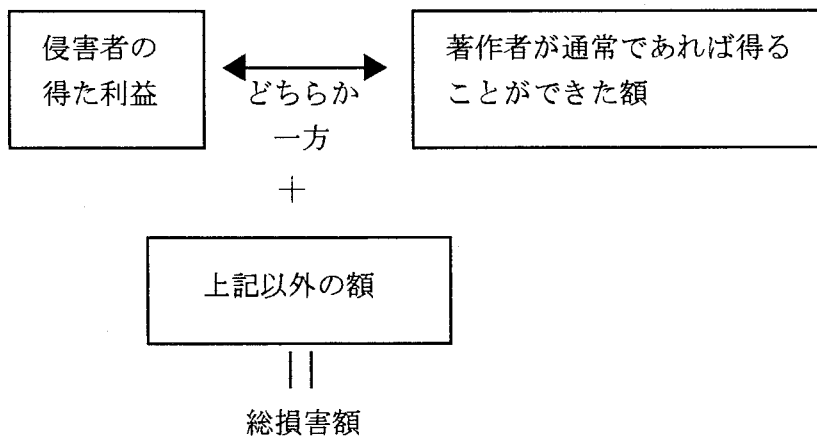 侵害者の
得た利益
どちらか
一方
著作者が通常であれば得る
ことができた額
＋
上記以外の額
||
総損害額